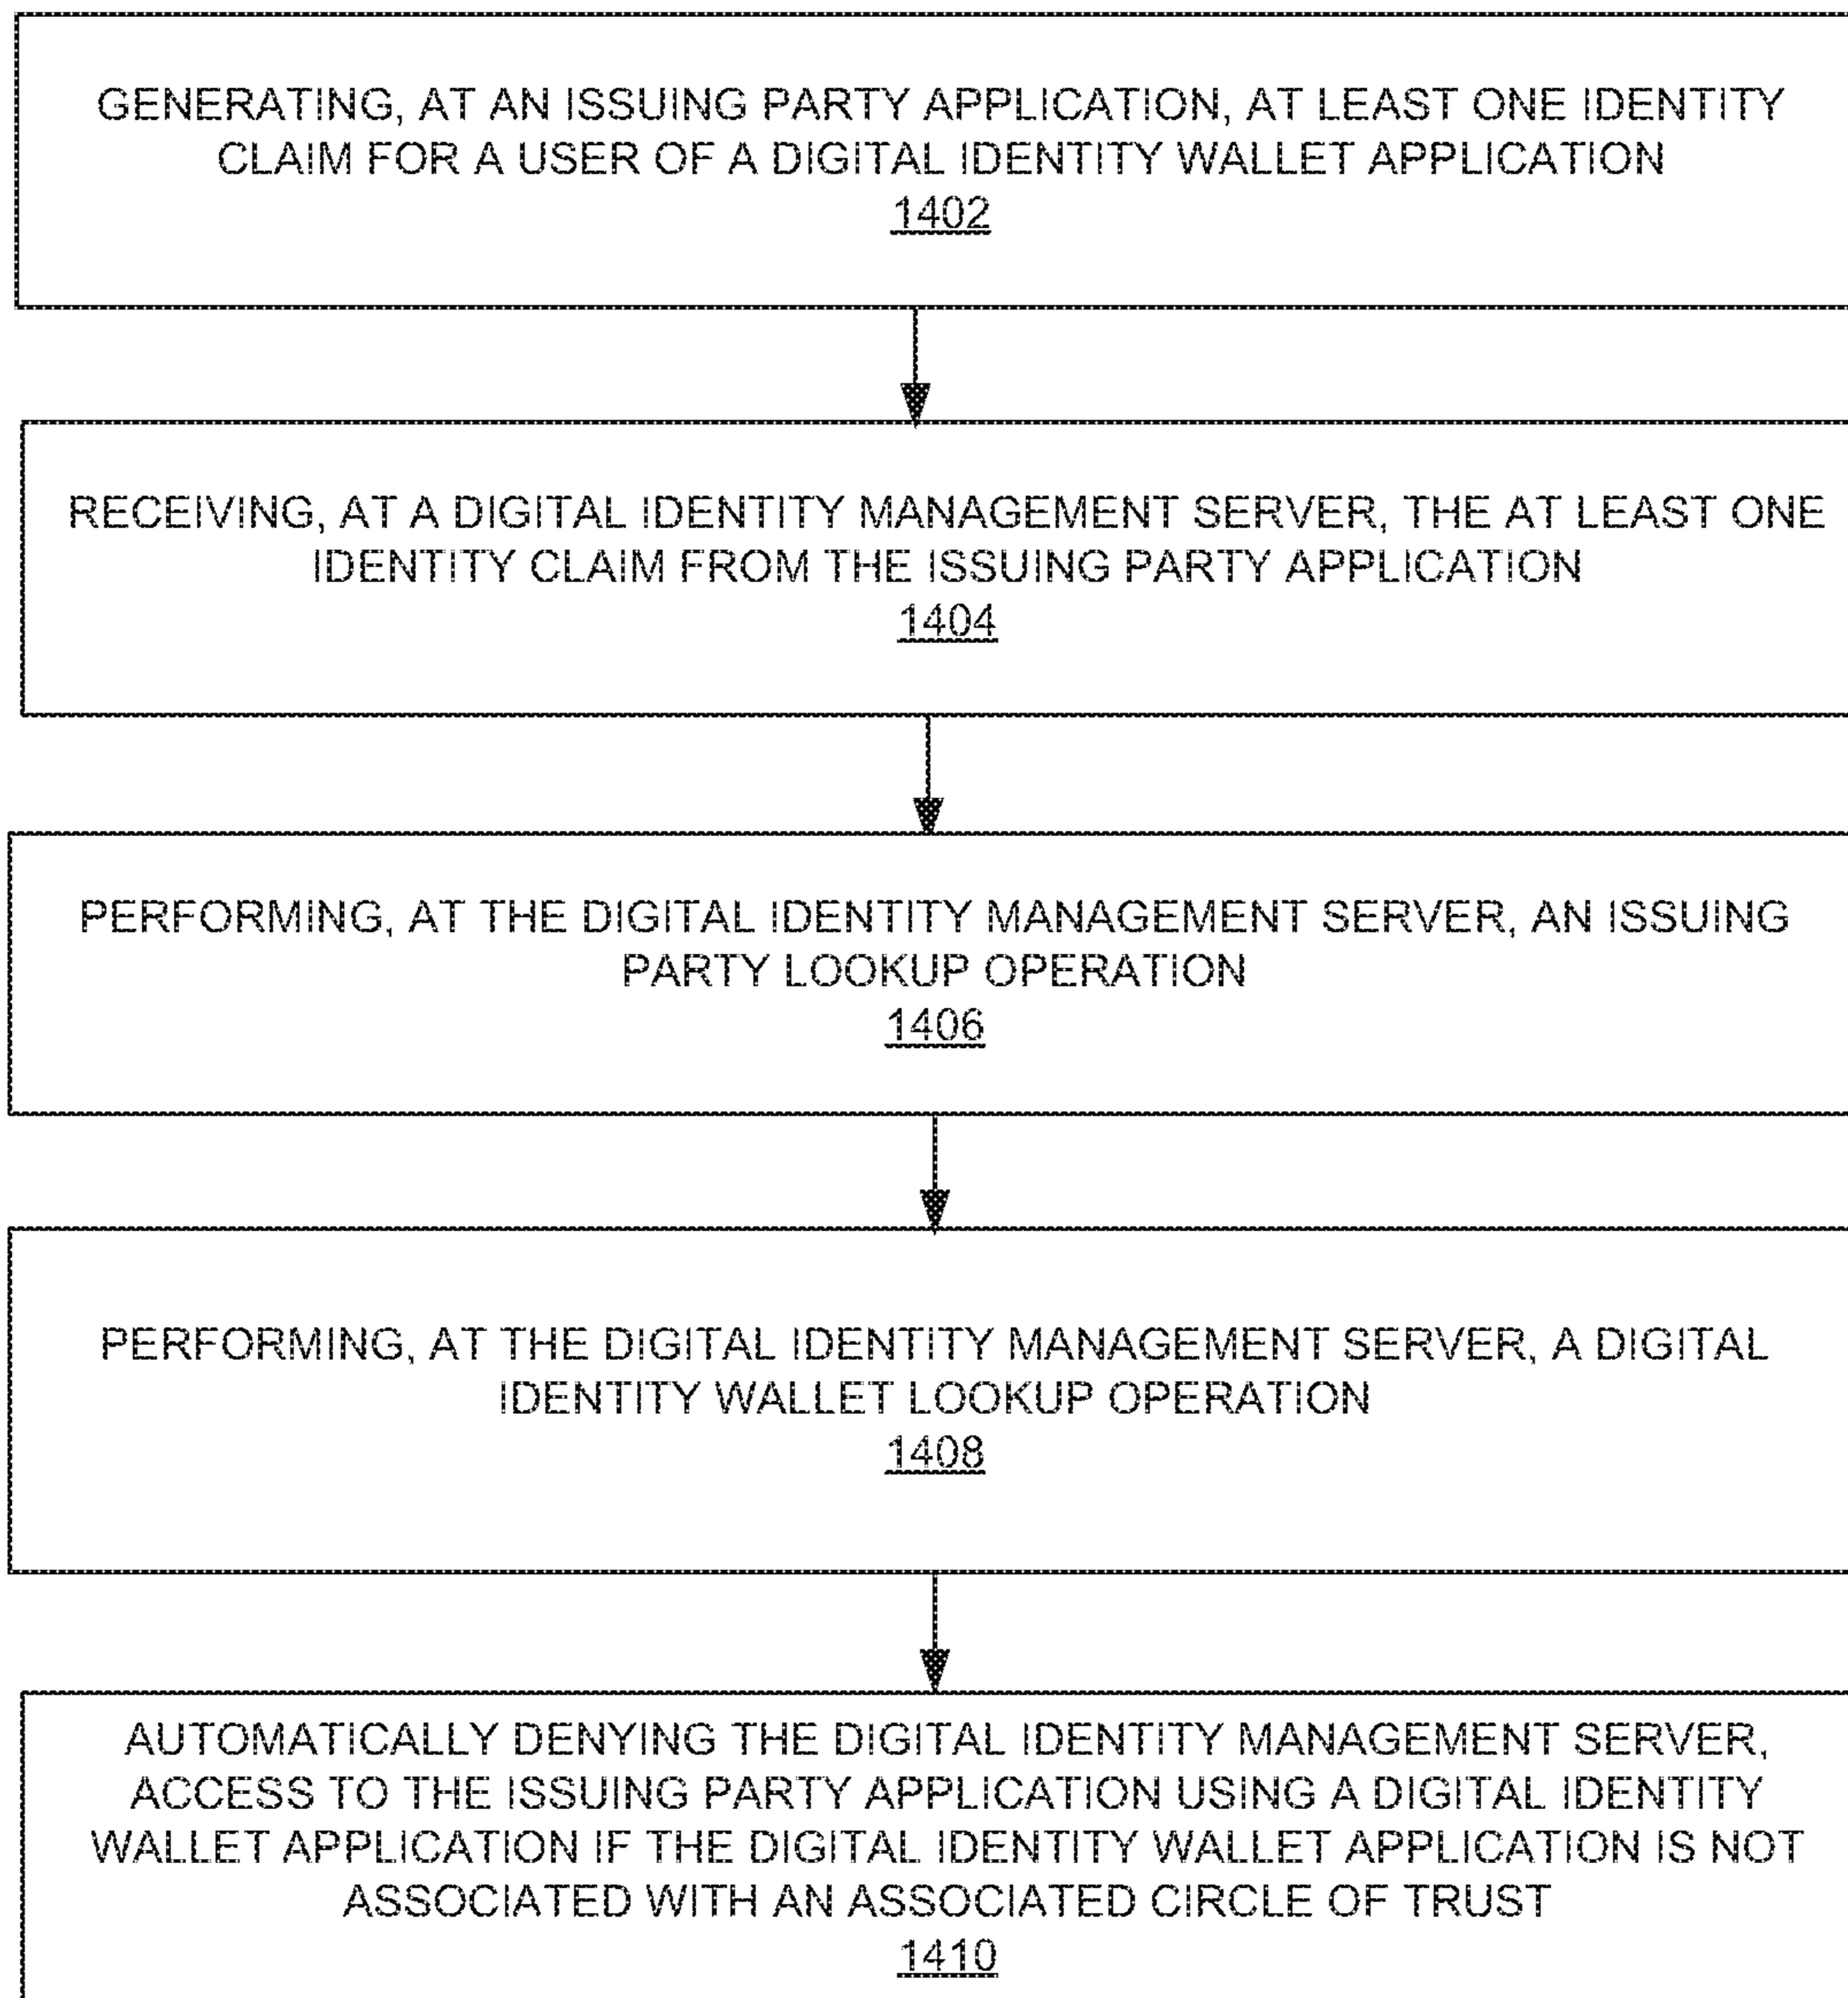 GENERATING, AT AN ISSUING PARTY APPLICATION, AT LEAST ONE IDENTITY
CLAIM FOR A USER OF A DIGITAL IDENTITY WALLET APPLICATION
1402
RECEIVING, AT A DIGITAL IDENTITY MANAGEMENT SERVER, THE AT LEAST ONE
IDENTITY CLAIM FROM THE ISSUING PARTY APPLICATION
1404
PERFORMING, AT THE DIGITAL IDENTITY MANAGEMENT SERVER, AN ISSUING
PARTY LOOKUP OPERATION
1406
PERFORMING, AT THE DIGITAL IDENTITY MANAGEMENT SERVER, A DIGITAL
IDENTITY WALLET LOOKUP OPERATION
1408
AUTOMATICALLY DENYING THE DIGITAL IDENTITY MANAGEMENT SERVER,
ACCESS TO THE ISSUING PARTY APPLICATION USING A DIGITAL IDENTITY
WALLET APPLICATION IF THE DIGITAL IDENTITY WALLET APPLICATION IS NOT
ASSOCIATED WITH AN ASSOCIATED CIRCLE OF TRUST
1410